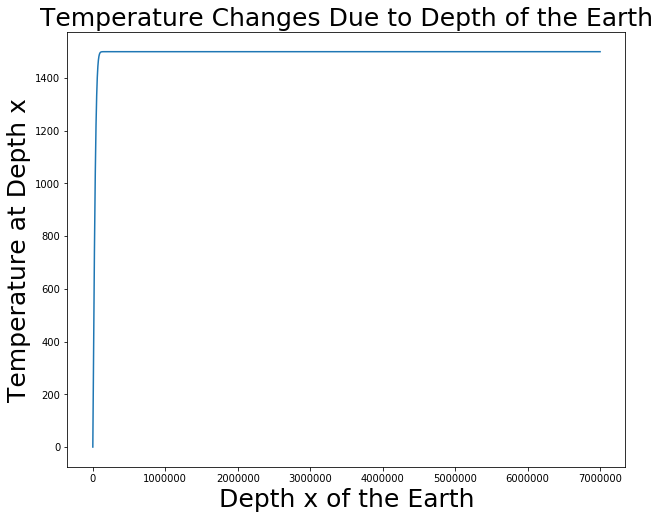 Temperature Changes Due to Depth of the Earth
Temperature at Depth x
1400
1200
1000
800
600
400
200
0
0 1000000 2000000 3000000 4000000 5000000 6000000 7000000
Depth x of the Earth